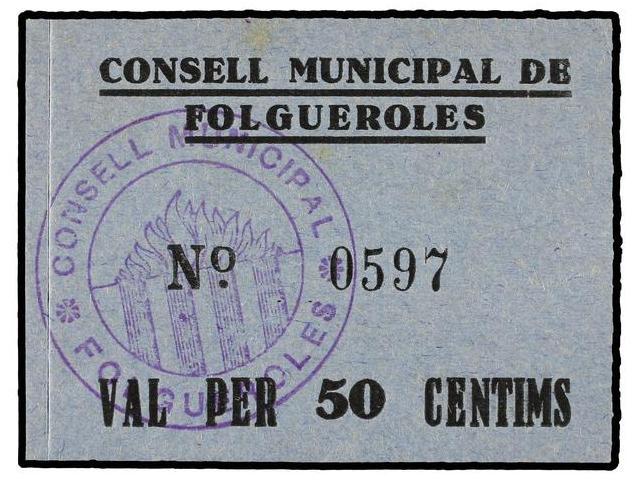 CONSELL MUNICIPAL DE
FOLGUEROLES
CONSELL MUNICIPAL
Nº 0597
FOLGUEROLES
VAL PER 50 CENTIMS